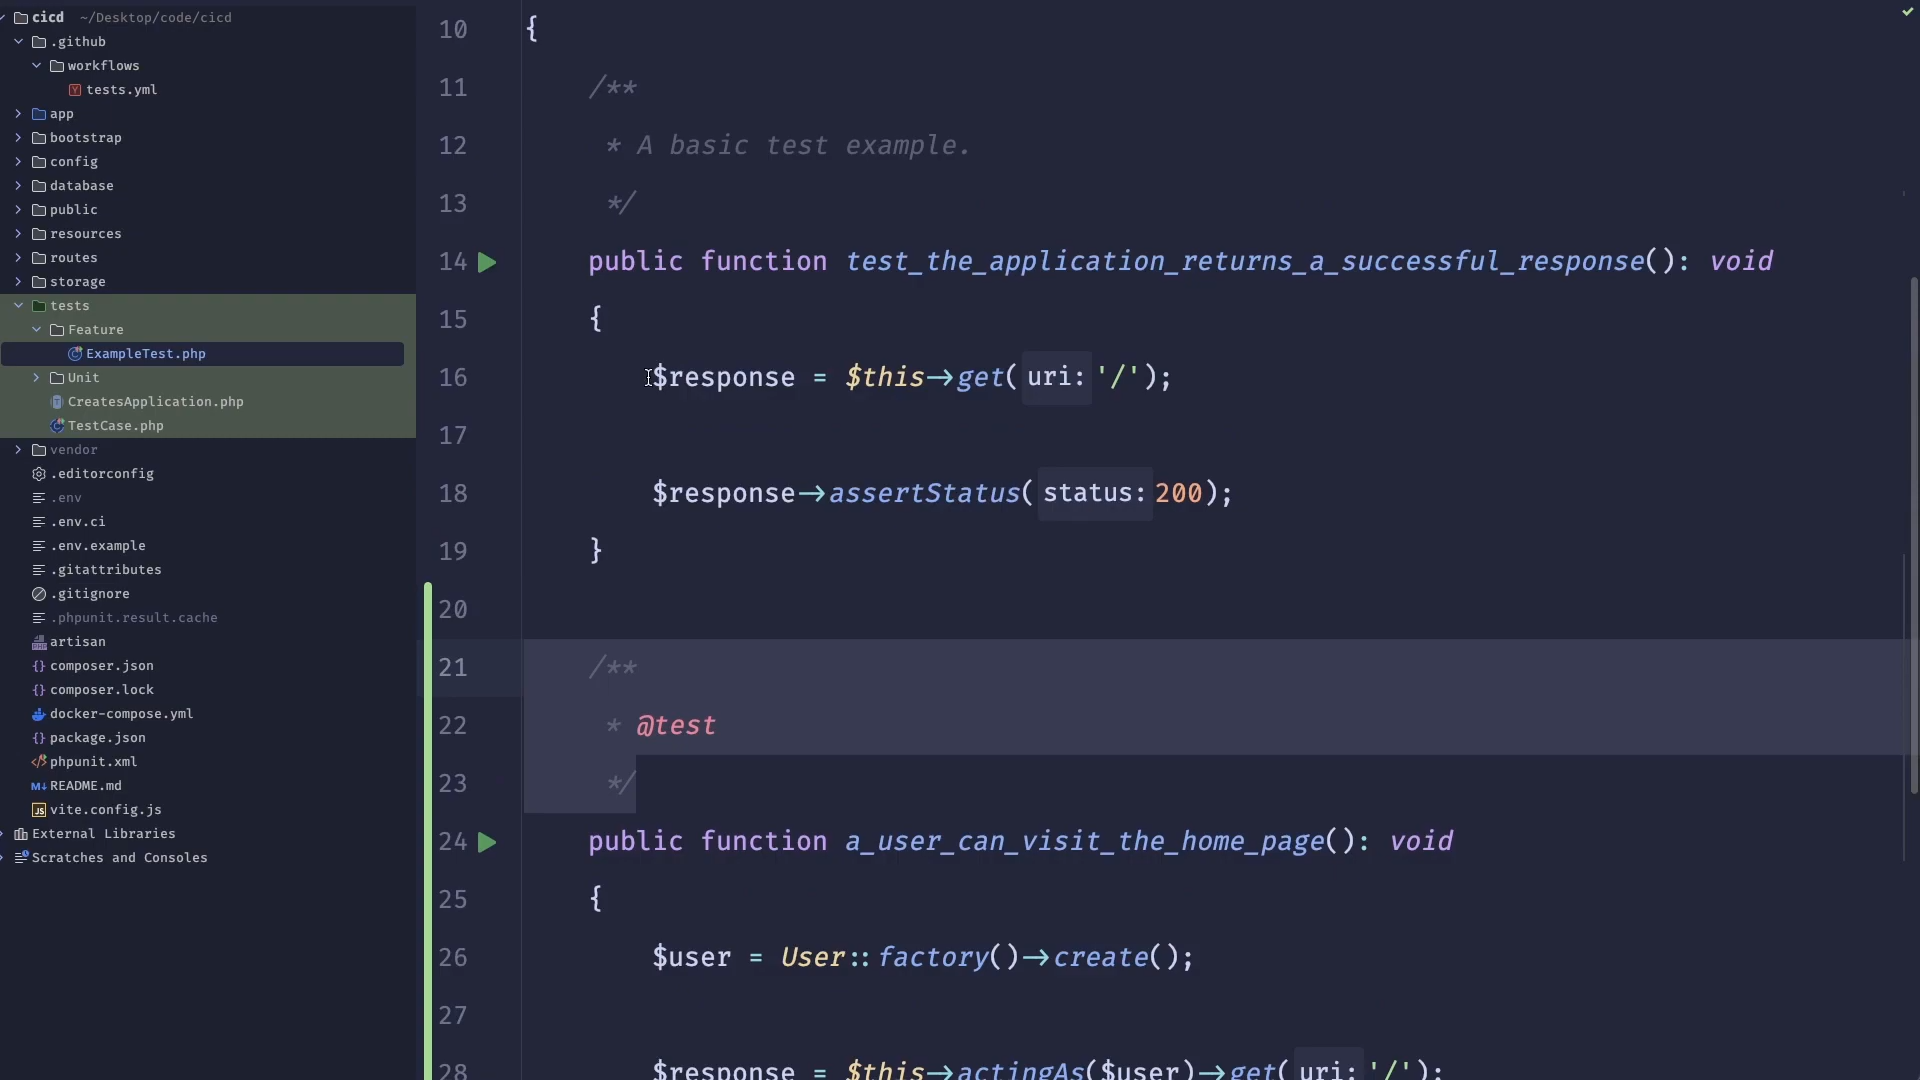 cicd ~/Desktop/code/cicd
.github
workflows
tests.yml
app
bootstrap
config
database
public
resources
routes
storage
tests
Feature
ExampleTest.php
Unit
CreatesApplication.php
TestCase.php
vendor
.editorconfig
.env
.env.ci
.env.example
.gitattributes
.gitignore
.phpunit.result.cache
artisan
composer.json
composer.lock
docker-compose.yml
package.json
phpunit.xml
README.md
vite.config.js
External Libraries
Scratches and Consoles
10 {
11 /**
12 * A basic test example.
13 */
14 public function test_the_application_returns_a_successful_response(): void
15 {
16 $response = $this->get( uri: '/');
17
18 $response->assertStatus( status: 200);
19 }
20
21 /**
22 * @test
23 */
24 public function a_user_can_visit_the_home_page(): void
25 {
26 $user = User::factory()->create();
27
28 $response = $this->actingAs($user)->get( uri: '/');